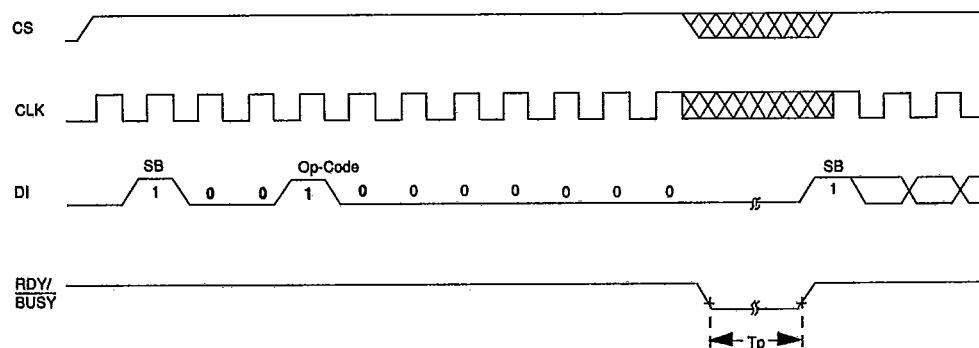 CS
CLK
SB Op-Code SB
DI 1 0 0 1 0 0 0 0 0 0 0 1
RDY/
BUSY
Tp